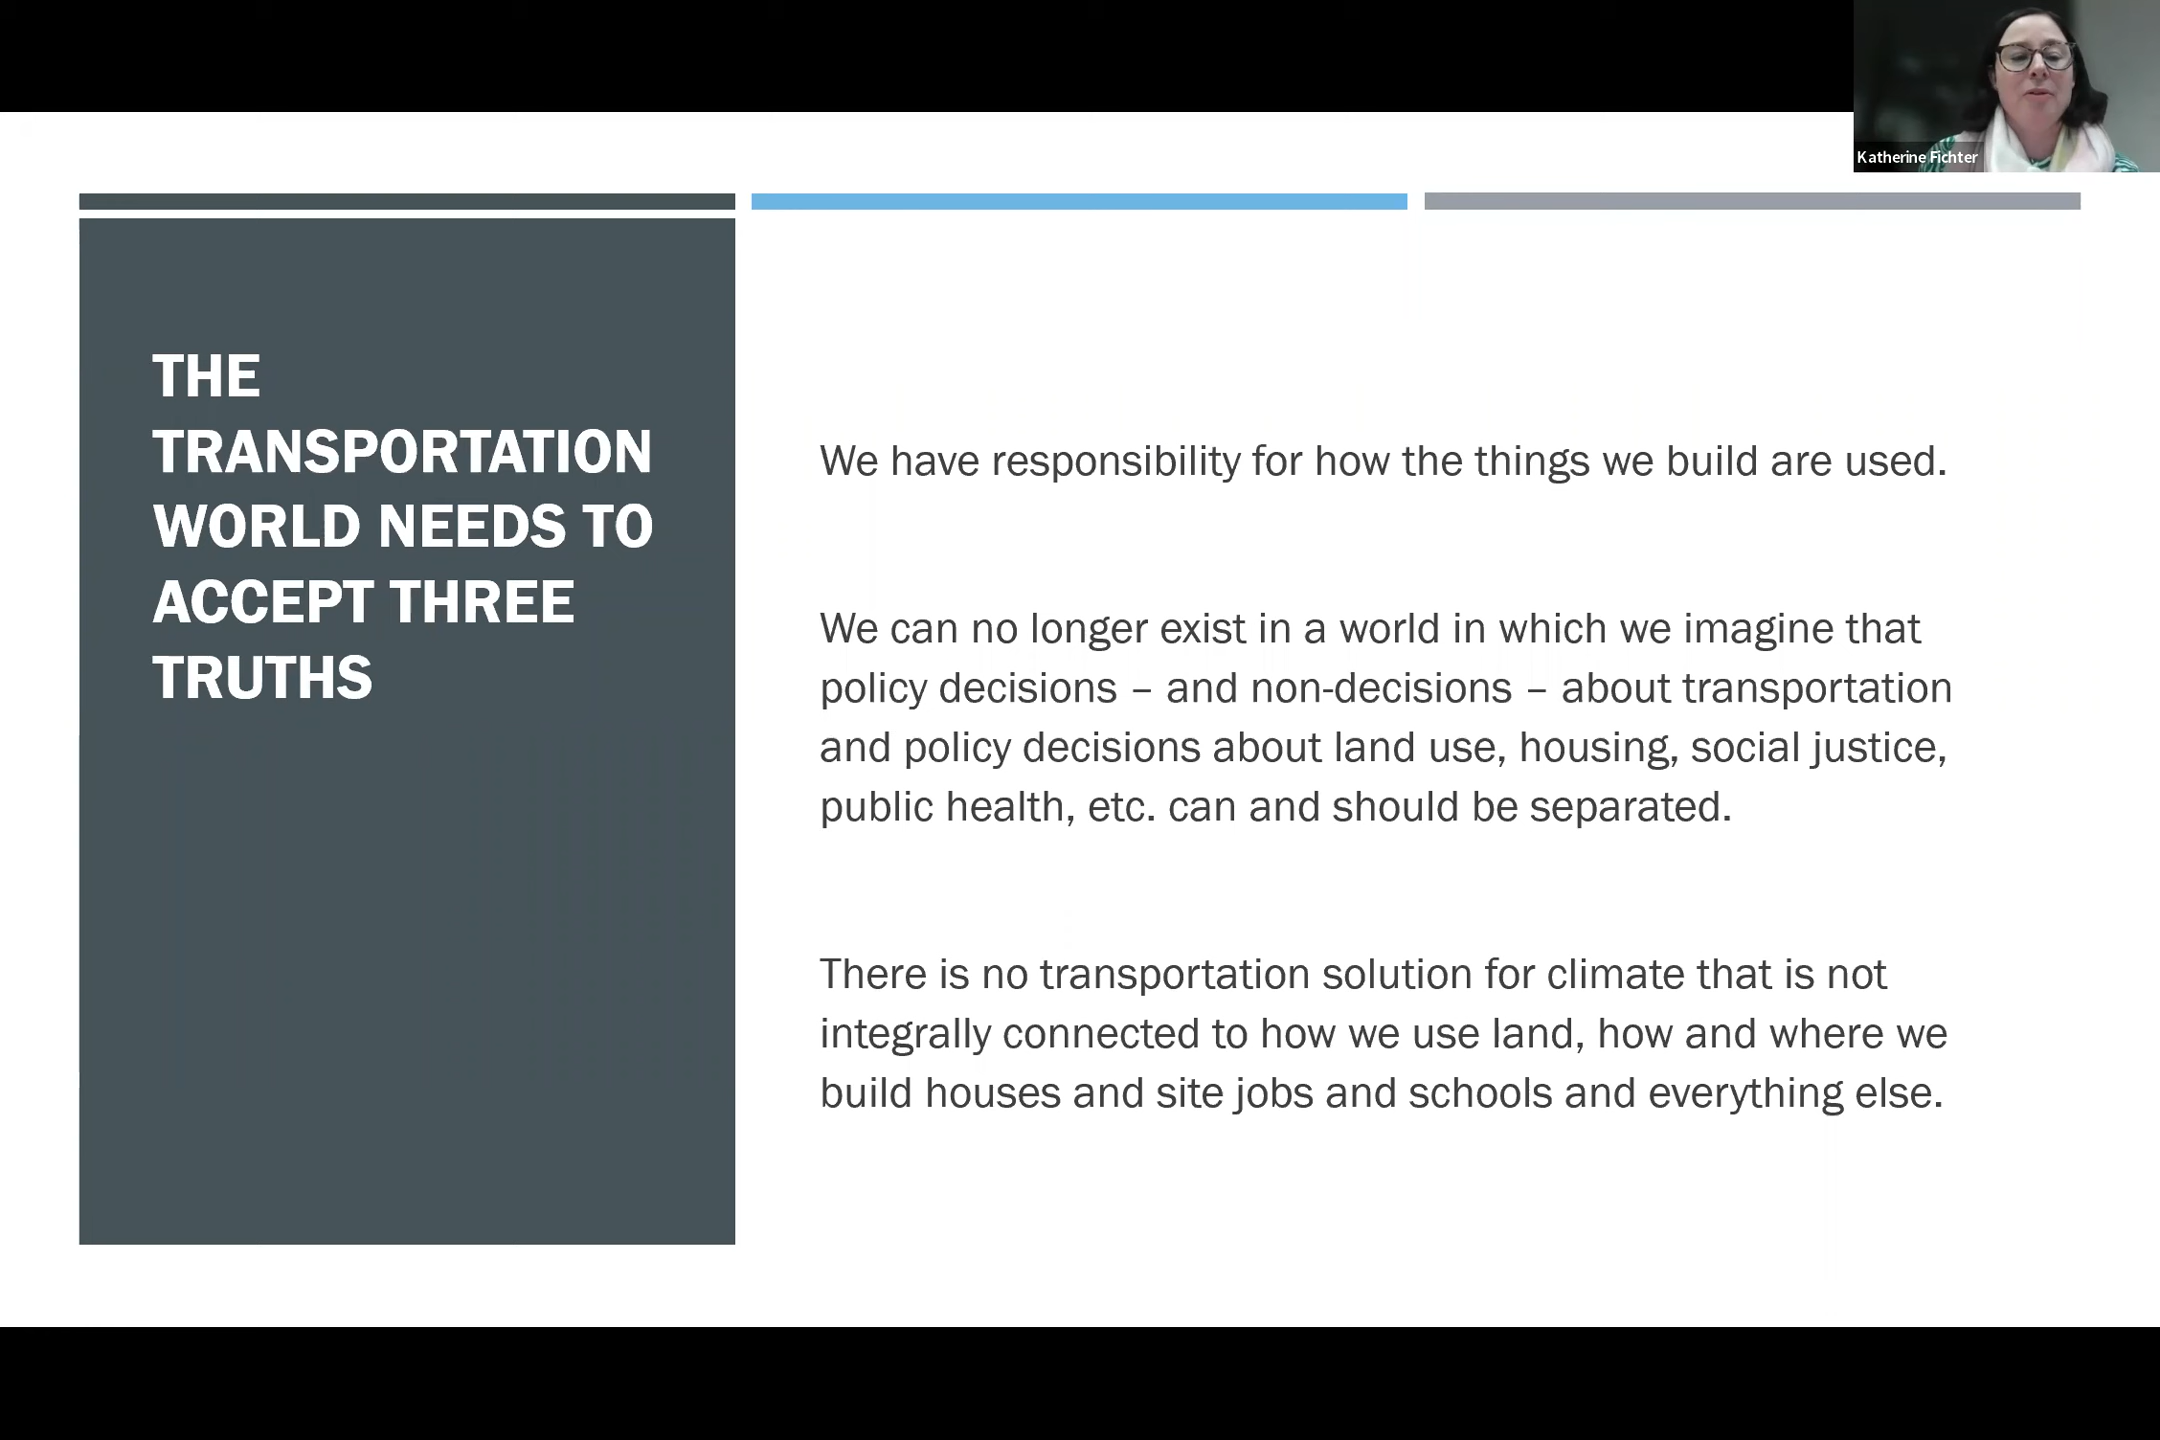 Katherine Fichter
THE
TRANSPORTATION
WORLD NEEDS TO
ACCEPT THREE
TRUTHS
We have responsibility for how the things we build are used.
We can no longer exist in a world in which we imagine that
policy decisions – and non-decisions – about transportation
and policy decisions about land use, housing, social justice,
public health, etc. can and should be separated.
There is no transportation solution for climate that is not
integrally connected to how we use land, how and where we
build houses and site jobs and schools and everything else.